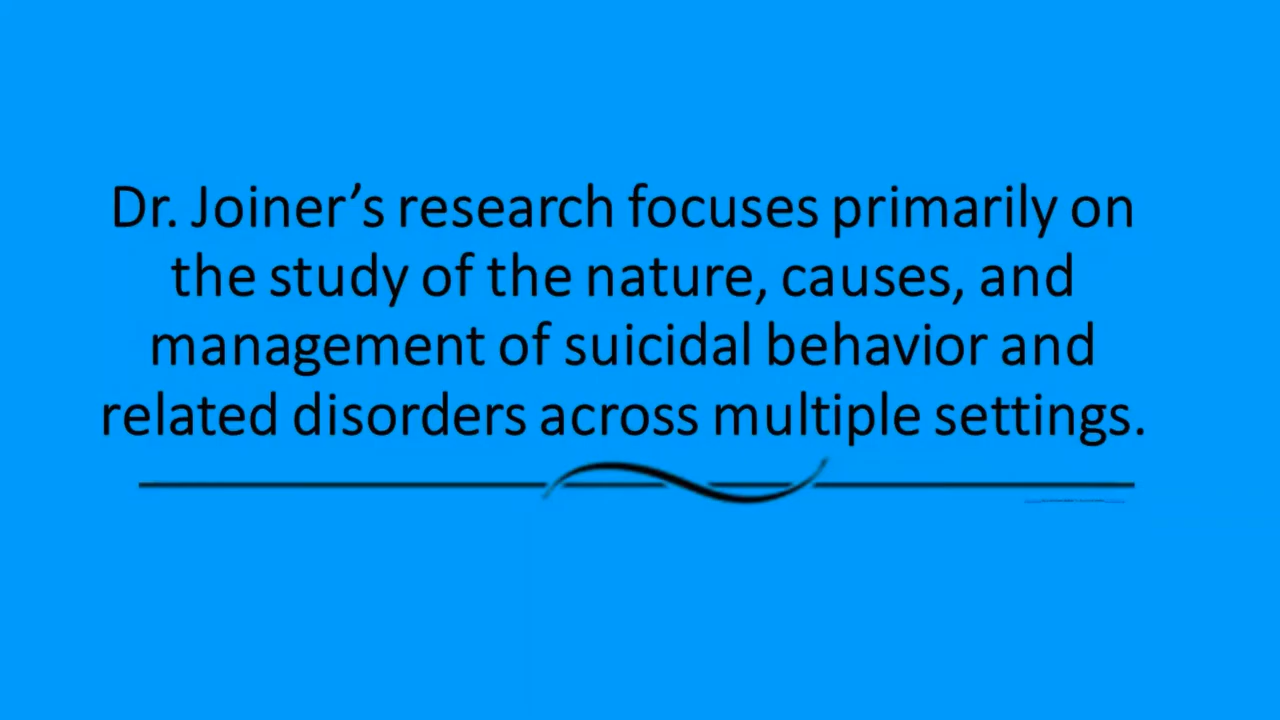 Dr. Joiner’s research focuses primarily on
the study of the nature, causes, and
management of suicidal behavior and
related disorders across multiple settings.